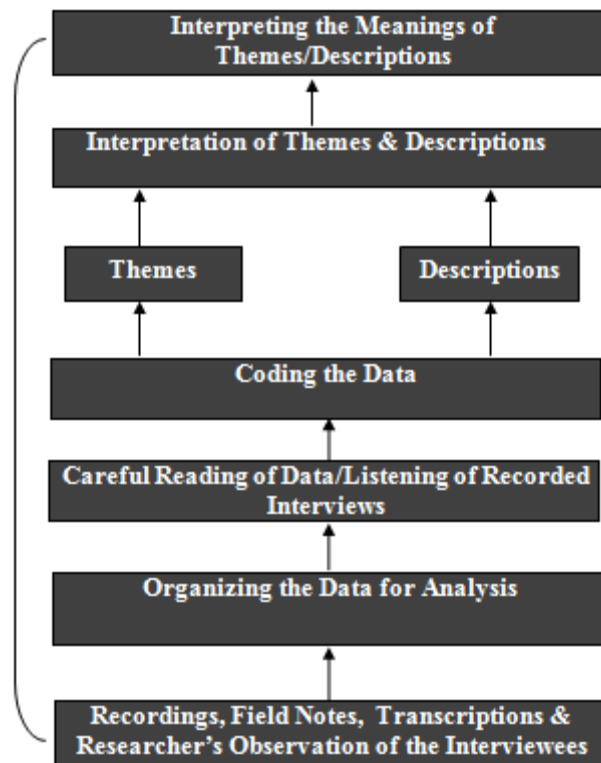 Interpreting the Meanings of
Themes/Descriptions
Interpretation of Themes & Descriptions
Themes
Descriptions
Coding the Data
Careful Reading of Data/Listening of Recorded
Interviews
Organizing the Data for Analysis
Recordings, Field Notes, Transcriptions &
Researcher's Observation of the Interviewees